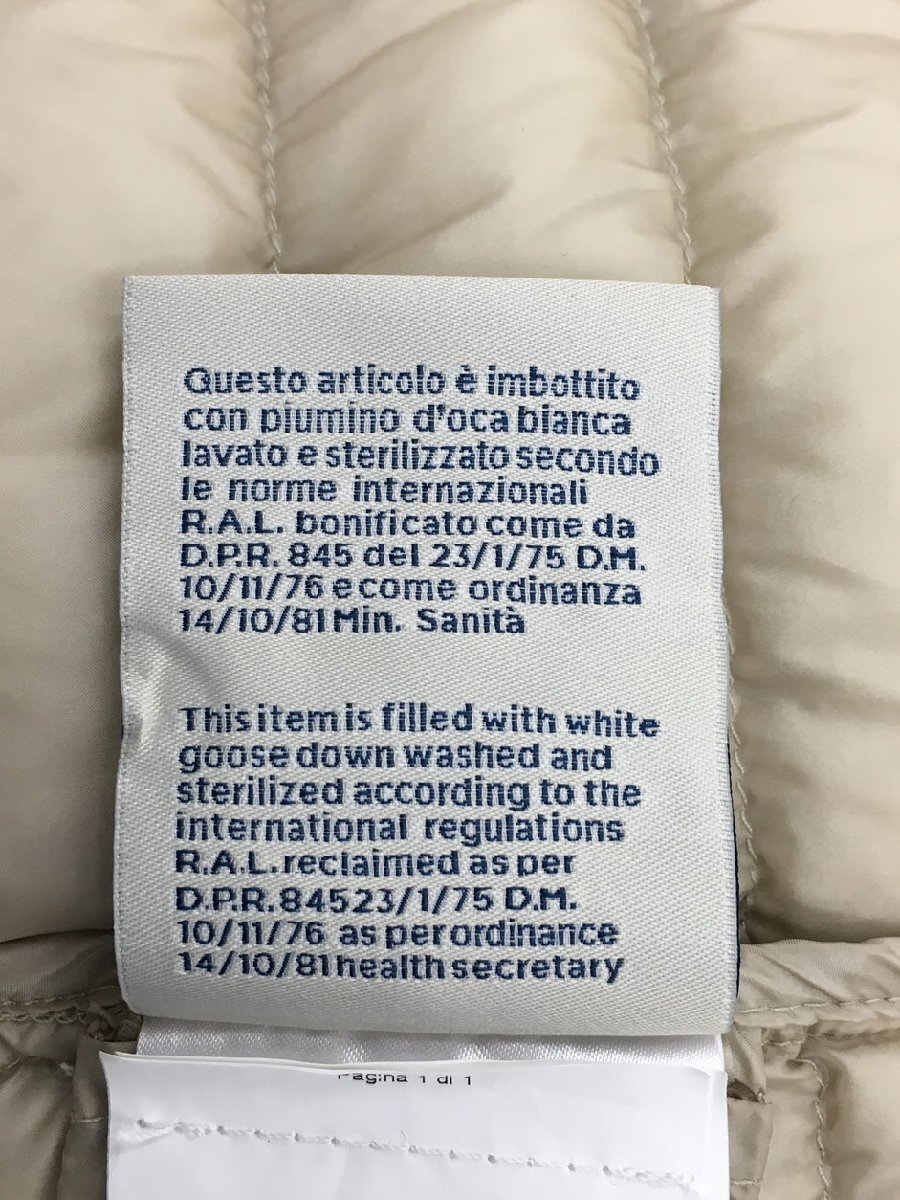 Questo articolo è imbottito
con piumino d'oca bianca
lavato e sterilizzato secondo
le norme internazionali
R.A.L. bonificato come da
D.P.R. 845 del 23/1/75 D.M.
10/11/76 e come ordinanza
14/10/81 Min. Sanità
This item is filled with white
goose down washed and
sterilized according to the
international regulations
R.A.L. reclaimed as per
D.P.R. 845 23/1/75 D.M.
10/11/76 as per ordinance
14/10/81 health secretary
Pagina 1 di 1